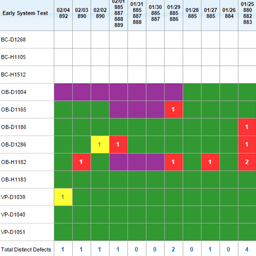 Early System Test
02/04 892
02/03 890
02/02 890
02/01 885 887 888 889
01/31 885 887 888
01/30 885 887
01/29 885 886
01/28 885
01/27 885
01/26 884
01/25 880 882 883
BC-D1268
BC-H1105
BC-H1512
OB-D1004
OB-D1165 1
OB-D1186 1
OB-D1286 1 1 1
OB-H1182 1 1 1 1 2
OB-H1183
VP-D1039 1
VP-D1040
VP-D1051
Total Distinct Defects 1 1 1 1 0 0 2 0 1 0 4